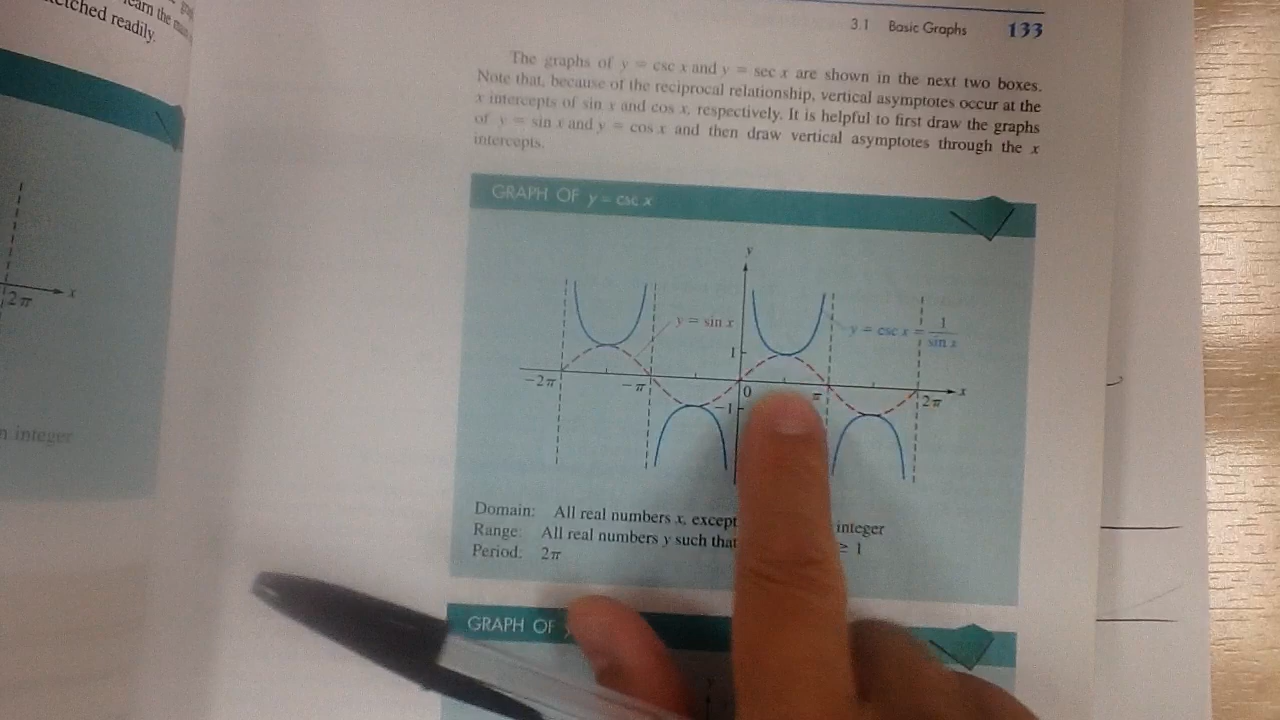 earn the
etched readily.
2π
x
n integer
3.1 Basic Graphs 133
The graphs of y = csc x and y = sec x are shown in the next two boxes.
Note that, because of the reciprocal relationship, vertical asymptotes occur at the
x intercepts of sin x and cos x, respectively. It is helpful to first draw the graphs
of y = sin x and y = cos x and then draw vertical asymptotes through the x
intercepts.
GRAPH OF y = csc x
y
y = sin x
y = csc x = 1/sin x
1
-2π
-π
0
π
2π
x
-1
Domain: All real numbers x, except integer
Range: All real numbers y such that ≥ 1
Period: 2π
GRAPH OF
y